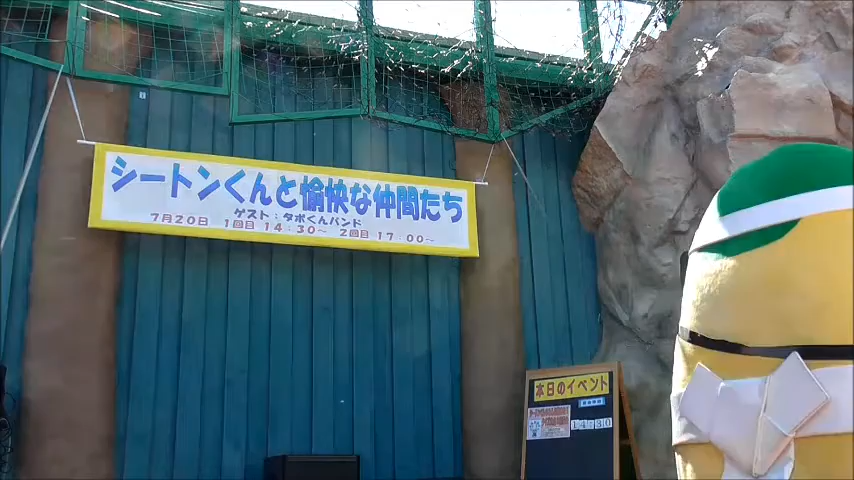 シートンくんと愉快な仲間たち
ゲスト:タボくんバンド
7月20日 1回目 14:30~ 2回目 17:00~
本日のイベント
14:30